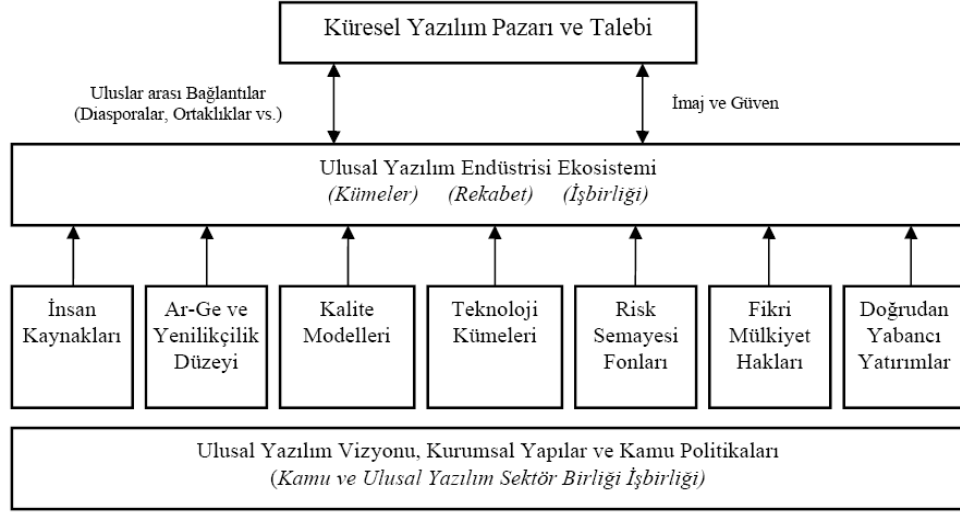 Küresel Yazılım Pazarı ve Talebi
Uluslar arası Bağlantılar
(Diasporalar, Ortaklıklar vs.)
İmaj ve Güven
Ulusal Yazılım Endüstrisi Ekosistemi
(Kümeler) (Rekabet) (İşbirliği)
İnsan
Kaynakları
Ar-Ge ve
Yenilikçilik
Düzeyi
Kalite
Modelleri
Teknoloji
Kümeleri
Risk
Semayesi
Fonları
Fikri
Mülkiyet
Hakları
Doğrudan
Yabancı
Yatırımlar
Ulusal Yazılım Vizyonu, Kurumsal Yapılar ve Kamu Politikaları
(Kamu ve Ulusal Yazılım Sektör Birliği İşbirliği)